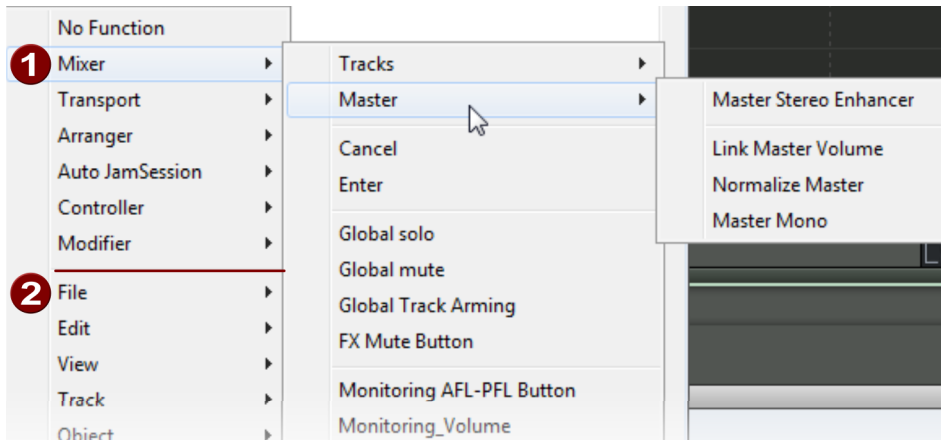 No Function
1 Mixer
Transport
Arranger
Auto JamSession
Controller
Modifier
2 File
Edit
View
Track
Object
Tracks
Master
Cancel
Enter
Global solo
Global mute
Global Track Arming
FX Mute Button
Monitoring AFL-PFL Button
Monitoring_Volume
Master Stereo Enhancer
Link Master Volume
Normalize Master
Master Mono